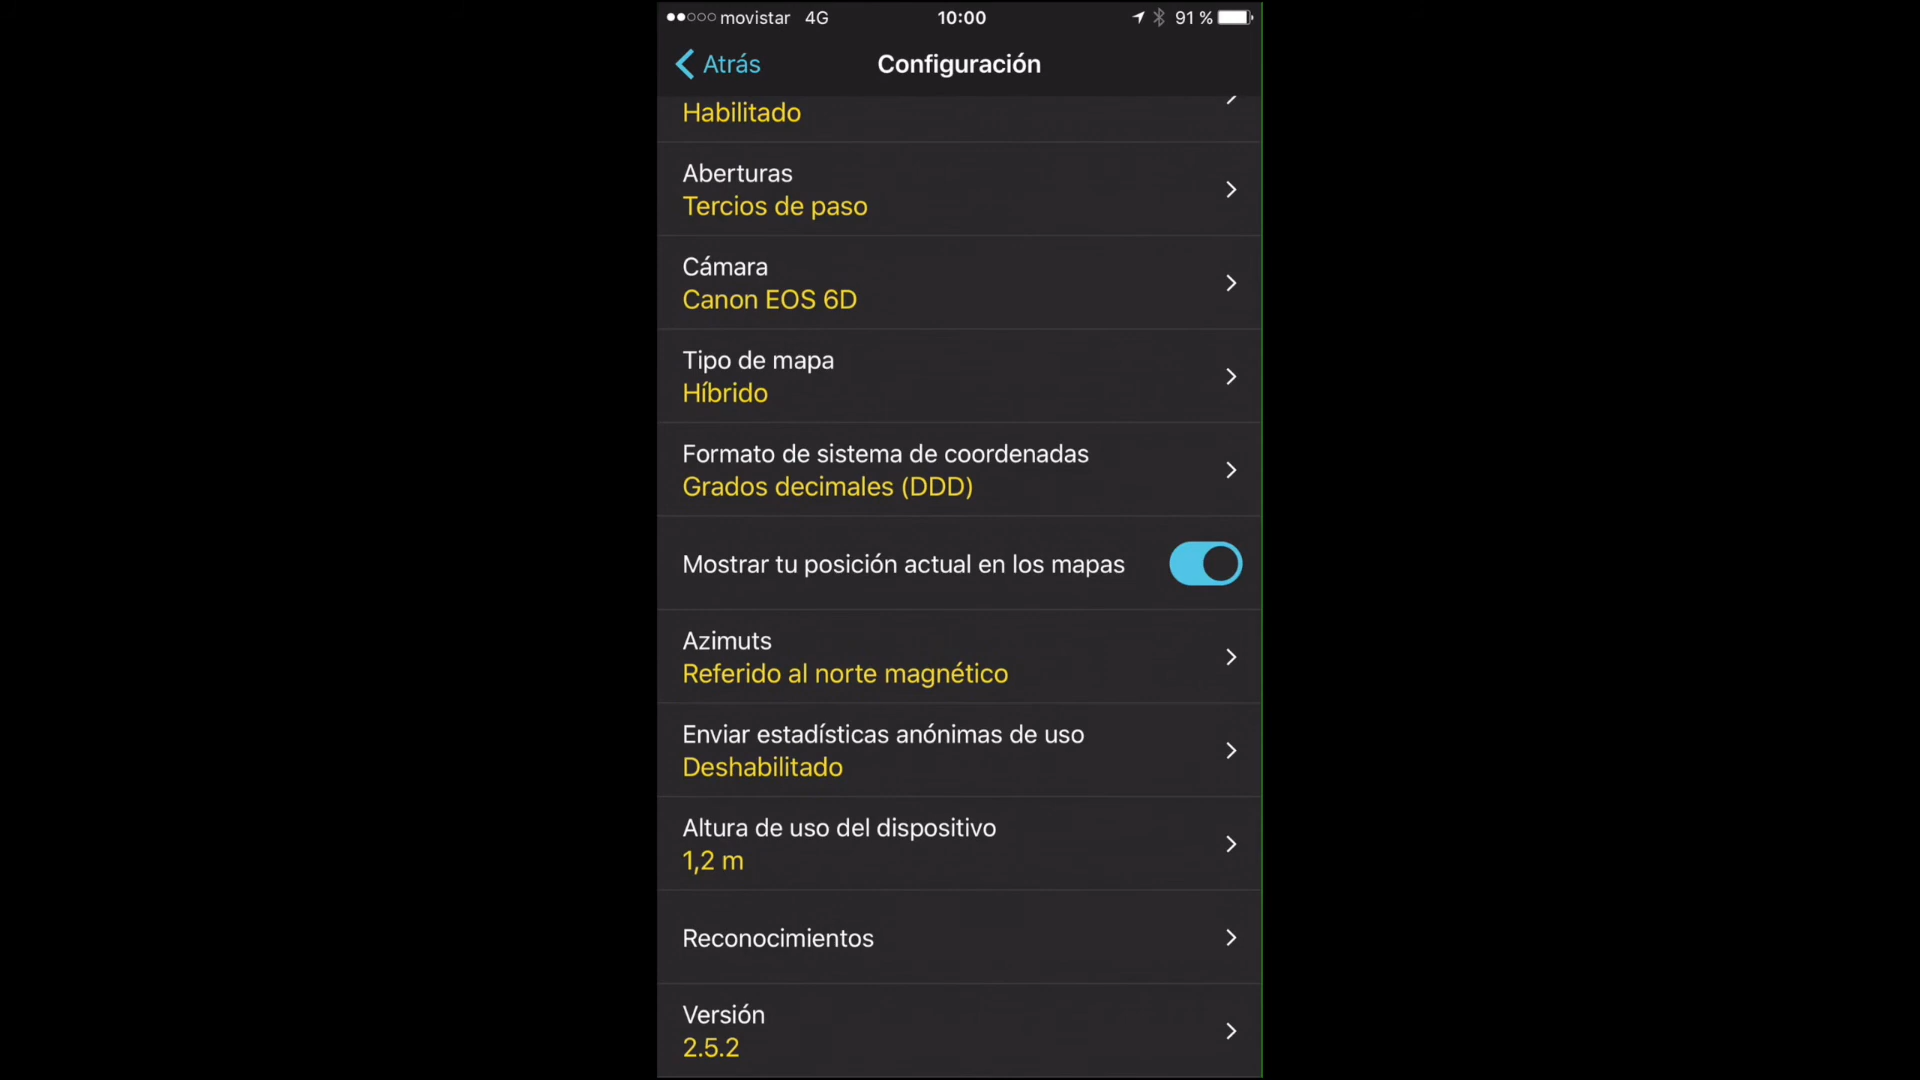 movistar 4G 10:00 91 %
Atrás Configuración
Habilitado
Aberturas
Tercios de paso
Cámara
Canon EOS 6D
Tipo de mapa
Híbrido
Formato de sistema de coordenadas
Grados decimales (DDD)
Mostrar tu posición actual en los mapas
Azimuts
Referido al norte magnético
Enviar estadísticas anónimas de uso
Deshabilitado
Altura de uso del dispositivo
1,2 m
Reconocimientos
Versión
2.5.2